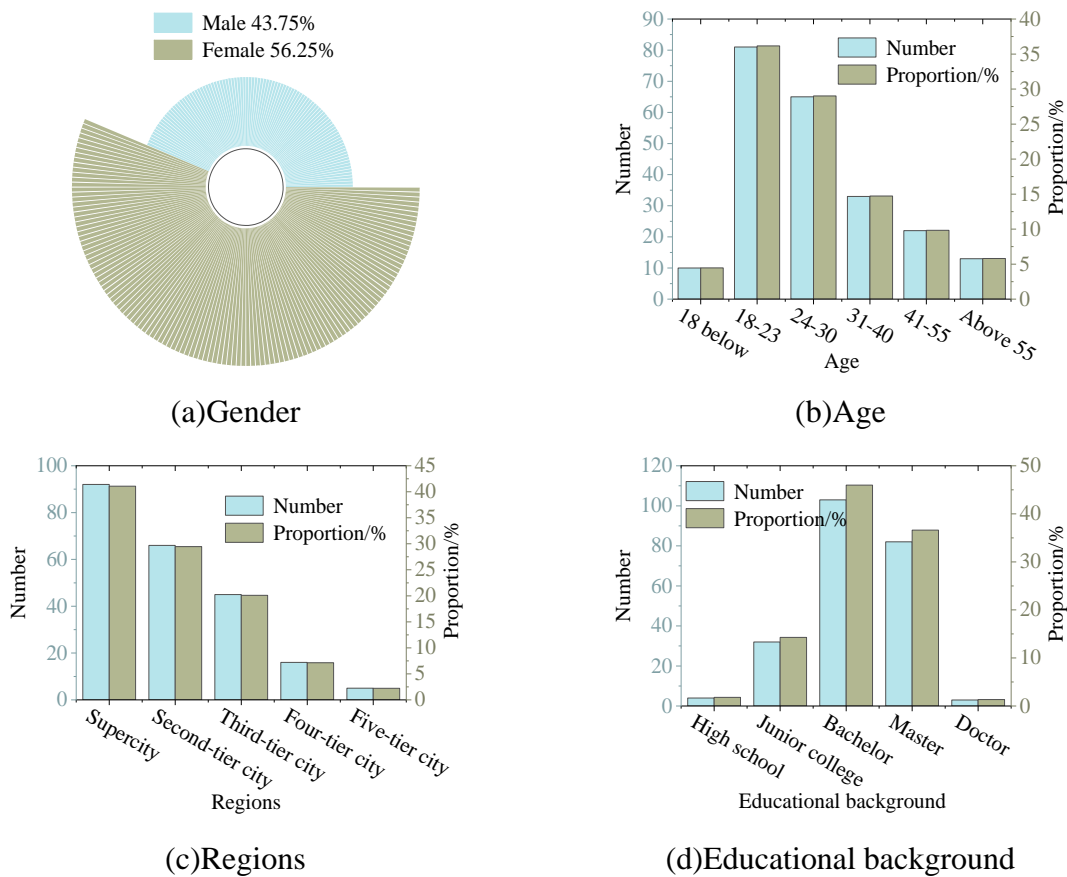 Male 43.75%
Female 56.25%
(a)Gender
90
80
70
60
50
40
30
20
10
0
Number
40
35
30
25
20
15
10
5
0
Proportion/%
Number
Proportion/%
18 below
18-23
24-30
31-40
41-55
Above 55
Age
(b)Age
100
80
60
40
20
0
Number
45
40
35
30
25
20
15
10
5
0
Proportion/%
Number
Proportion/%
Supercity
Second-tier city
Third-tier city
Four-tier city
Five-tier city
Regions
(c)Regions
120
100
80
60
40
20
0
Number
50
40
30
20
10
0
Proportion/%
Number
Proportion/%
High school
Junior college
Bachelor
Master
Doctor
Educational background
(d)Educational background